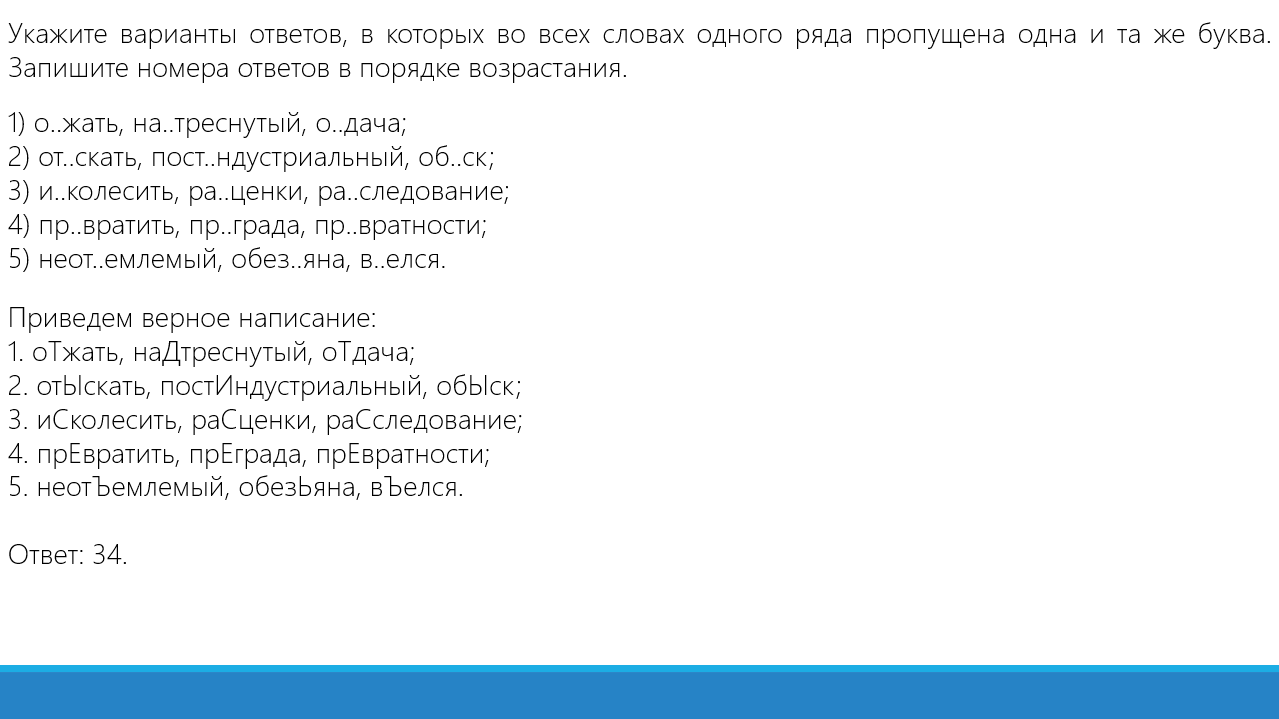 Укажите варианты ответов, в которых во всех словах одного ряда пропущена одна и та же буква.
Запишите номера ответов в порядке возрастания.
1) о..жать, на..треснутый, о..дача;
2) от..скать, пост..ндустриальный, об..ск;
3) и..колесить, ра..ценки, ра..следование;
4) пр..вратить, пр..града, пр..вратности;
5) неот..емлемый, обез..яна, в..елся.
Приведем верное написание:
1. оТжать, наДтреснутый, оТдача;
2. отЫскать, постИндустриальный, обЫск;
3. иСколесить, раСценки, раСследование;
4. прЕвратить, прЕграда, прЕвратности;
5. неотЪемлемый, обезЬяна, вЪелся.
Ответ: 34.